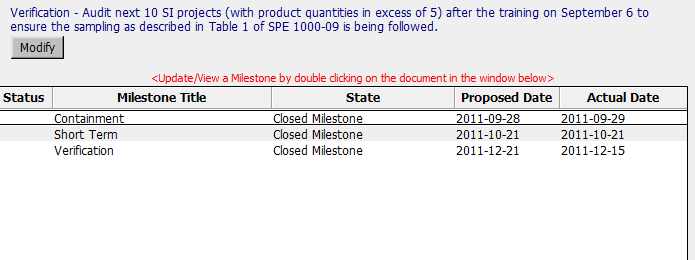 Verification - Audit next 10 SI projects (with product quantities in excess of 5) after the training on September 6 to
ensure the sampling as described in Table 1 of SPE 1000-09 is being followed.
Modify
<Update/View a Milestone by double clicking on the document in the window below>
Status Milestone Title State Proposed Date Actual Date
Containment Closed Milestone 2011-09-28 2011-09-29
Short Term Closed Milestone 2011-10-21 2011-10-21
Verification Closed Milestone 2011-12-21 2011-12-15